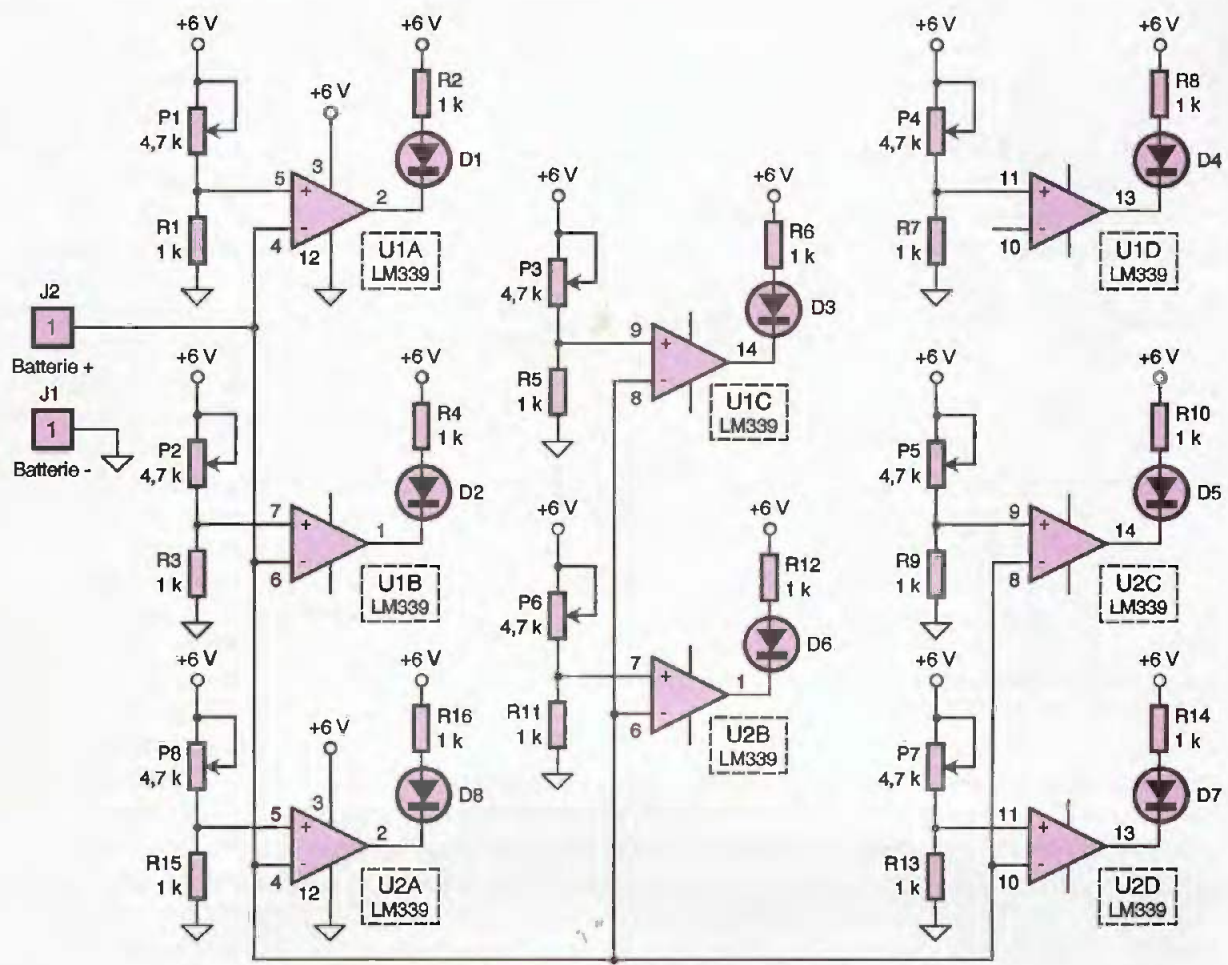 +6 V
P1
4,7 k
R1
1 k
5
+
4
-
3
12
+6 V
2
+6 V
R2
1 k
D1
U1A
LM339
J2
1
Batterie +
J1
1
Batterie -
+6 V
P2
4,7 k
R3
1 k
7
+
6
-
1
+6 V
R4
1 k
D2
U1B
LM339
+6 V
P8
4,7 k
R15
1 k
5
+
4
-
3
12
+6 V
2
+6 V
R16
1 k
D8
U2A
LM339
+6 V
P3
4,7 k
R5
1 k
9
+
8
-
14
+6 V
R6
1 k
D3
U1C
LM339
+6 V
P6
4,7 k
R11
1 k
7
+
6
-
1
+6 V
R12
1 k
D6
U2B
LM339
+6 V
P4
4,7 k
R7
1 k
11
+
10
-
13
+6 V
R8
1 k
D4
U1D
LM339
+6 V
P5
4,7 k
R9
1 k
9
+
8
-
14
+6 V
R10
1 k
D5
U2C
LM339
+6 V
P7
4,7 k
R13
1 k
11
+
10
-
13
+6 V
R14
1 k
D7
U2D
LM339